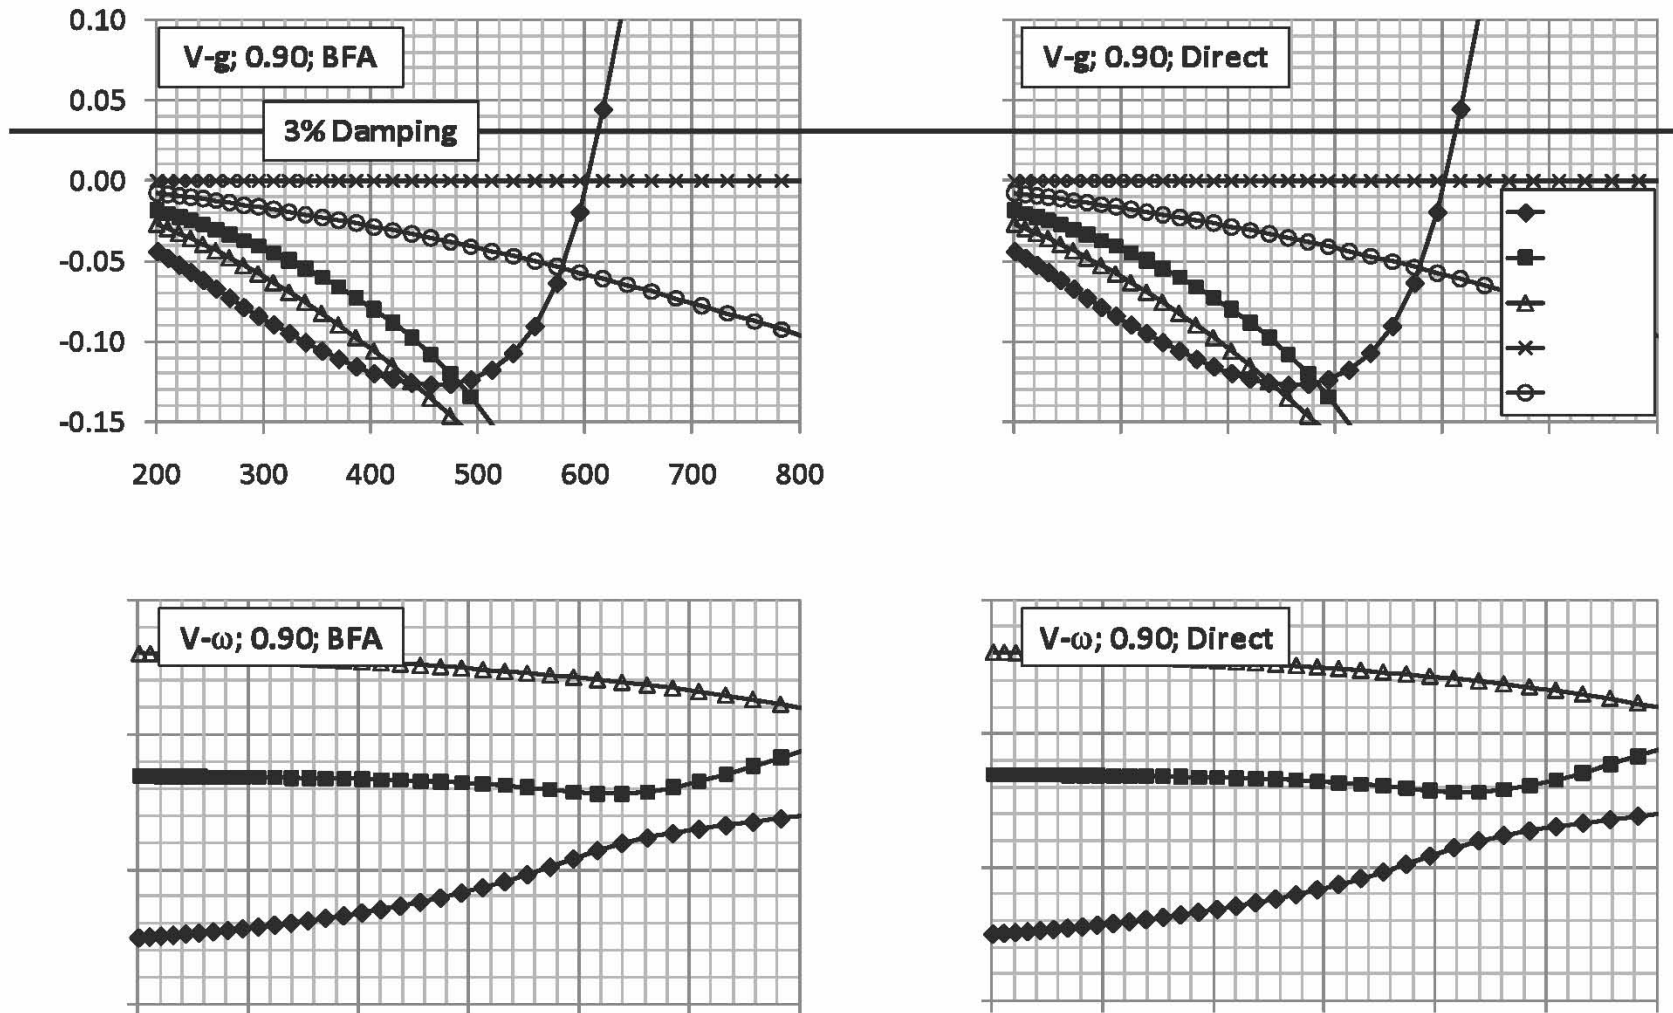 0.10
V-g; 0.90; BFA
V-g; 0.90; Direct
0.05
3% Damping
0.00
-0.05
-0.10
-0.15
200 300 400 500 600 700 800
V-ω; 0.90; BFA
V-ω; 0.90; Direct